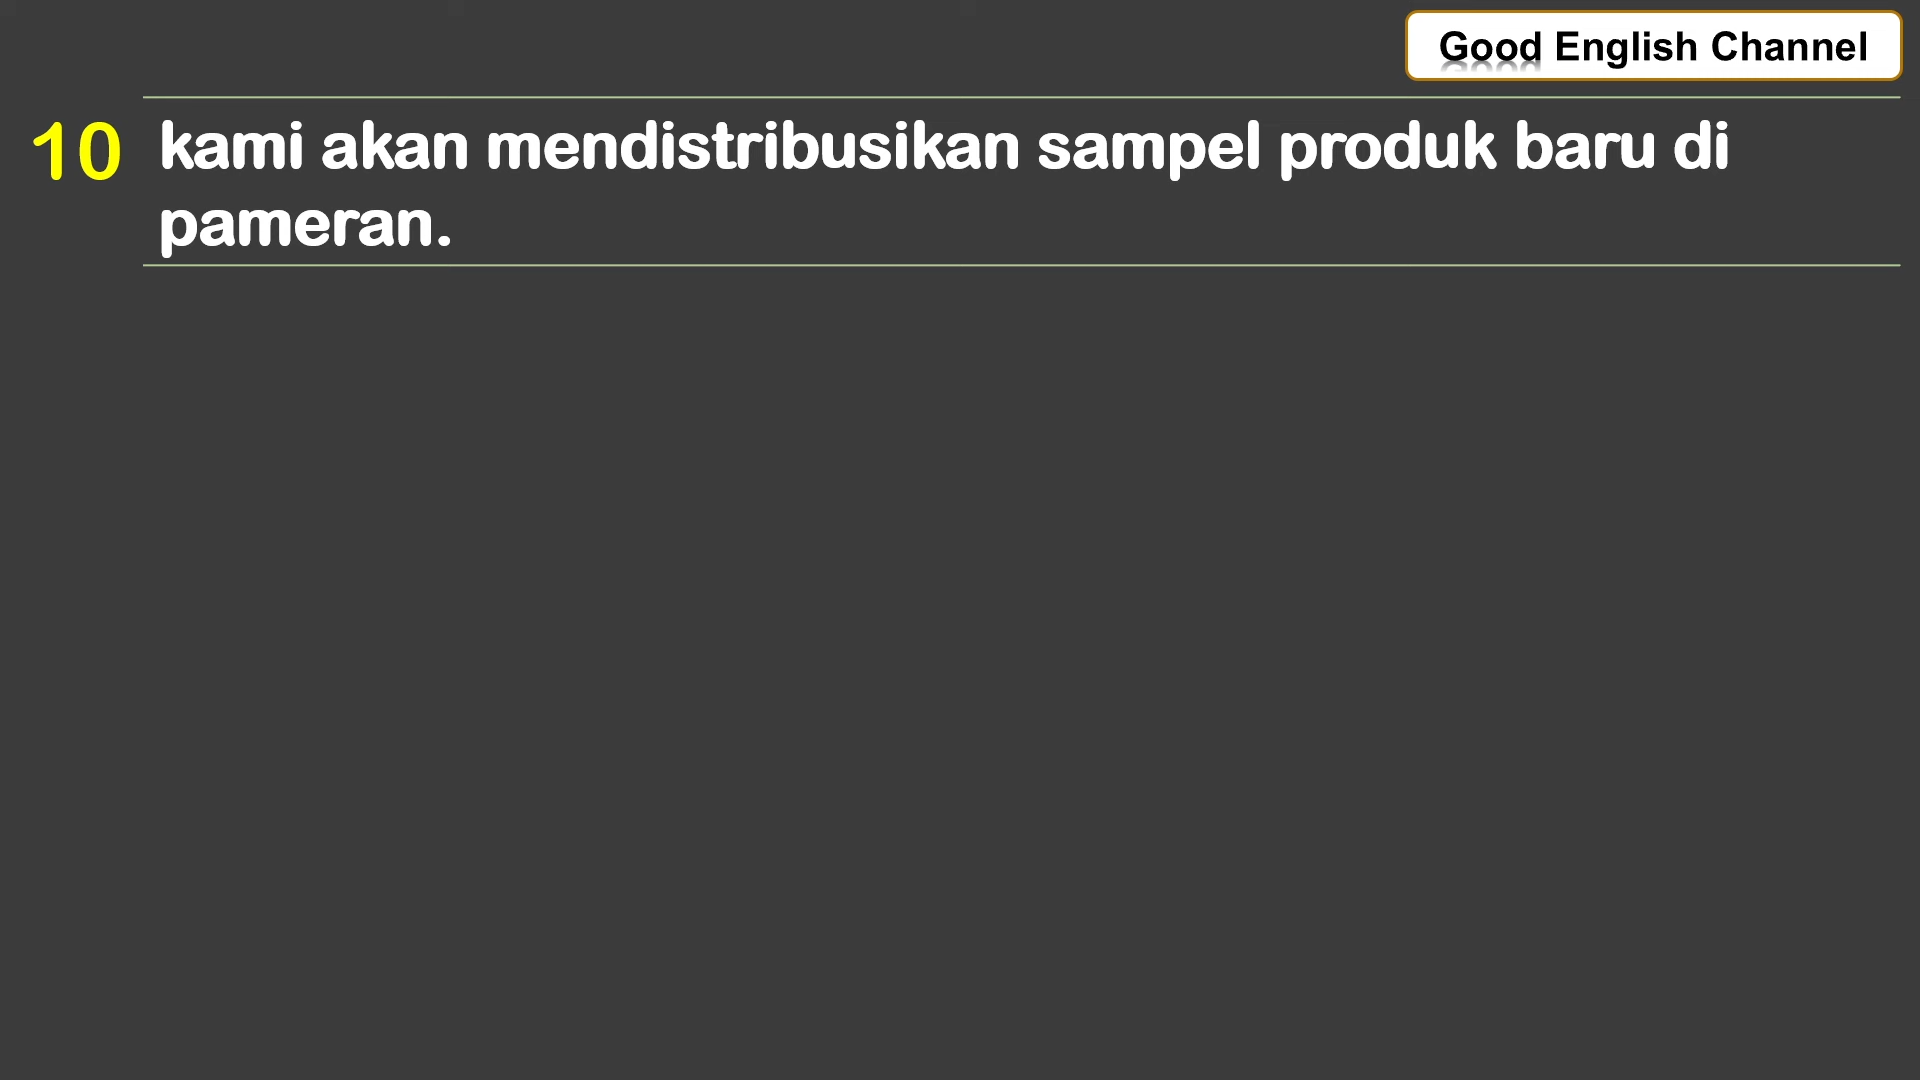 Good English Channel
10 kami akan mendistribusikan sampel produk baru di
pameran.